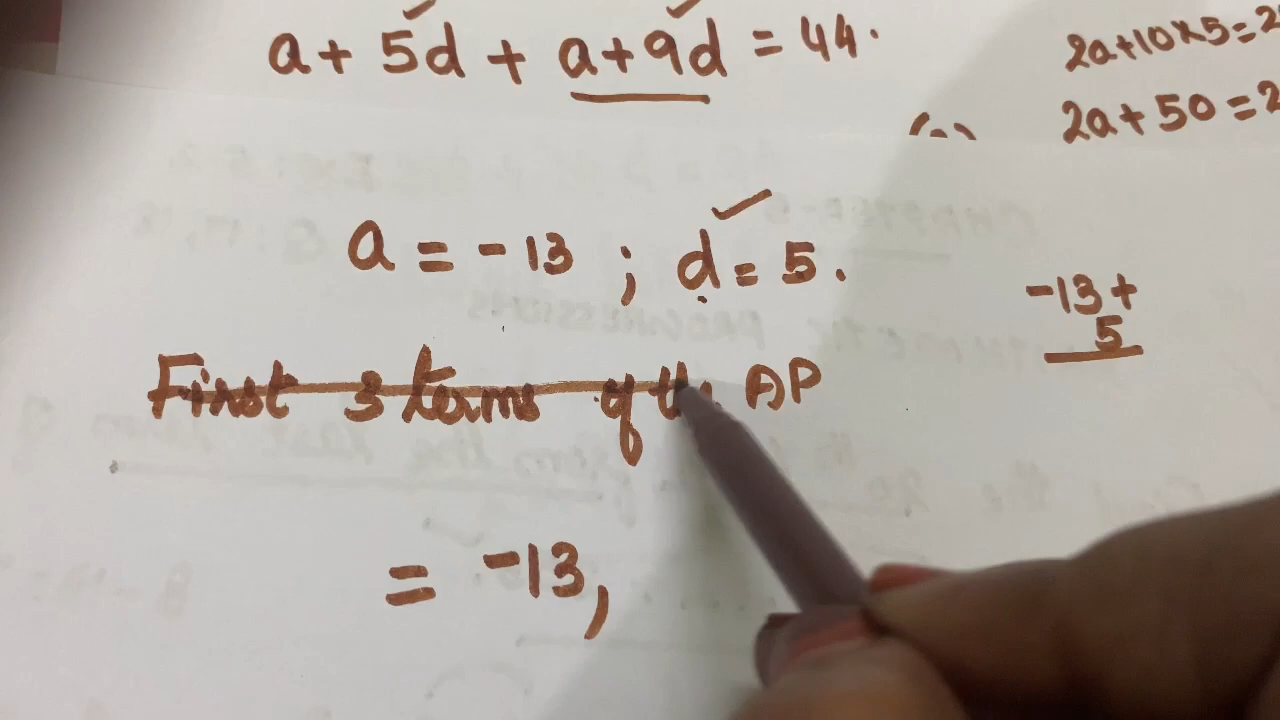 a + 5d + a + 9d = 44.
2a+10×5=2
2a+50=2
a = -13 ; d = 5.
-13+
5
First 3 terms of the AP
= -13,